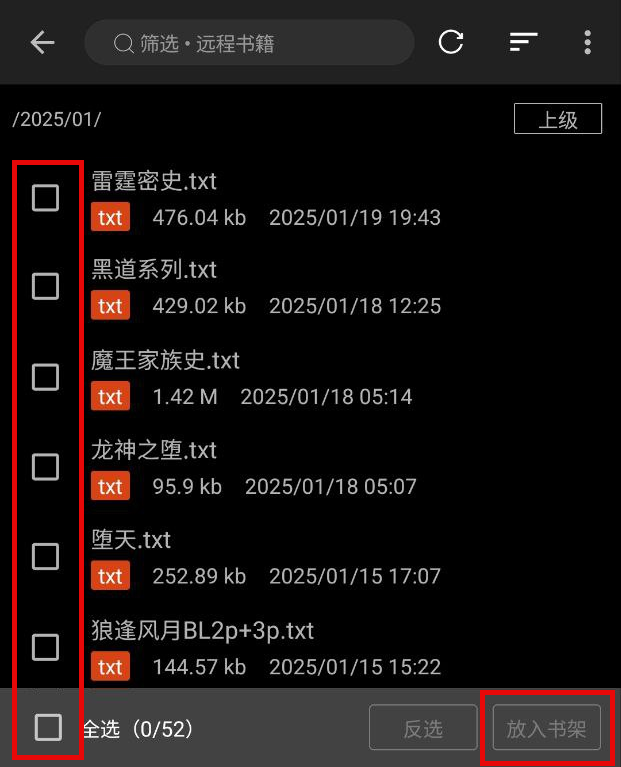 筛选 • 远程书籍
/2025/01/ 上级
雷霆密史.txt
txt 476.04 kb 2025/01/19 19:43
黑道系列.txt
txt 429.02 kb 2025/01/18 12:25
魔王家族史.txt
txt 1.42 M 2025/01/18 05:14
龙神之堕.txt
txt 95.9 kb 2025/01/18 05:07
堕天.txt
txt 252.89 kb 2025/01/15 17:07
狼逢风月BL2p+3p.txt
txt 144.57 kb 2025/01/15 15:22
全选（0/52） 反选 放入书架